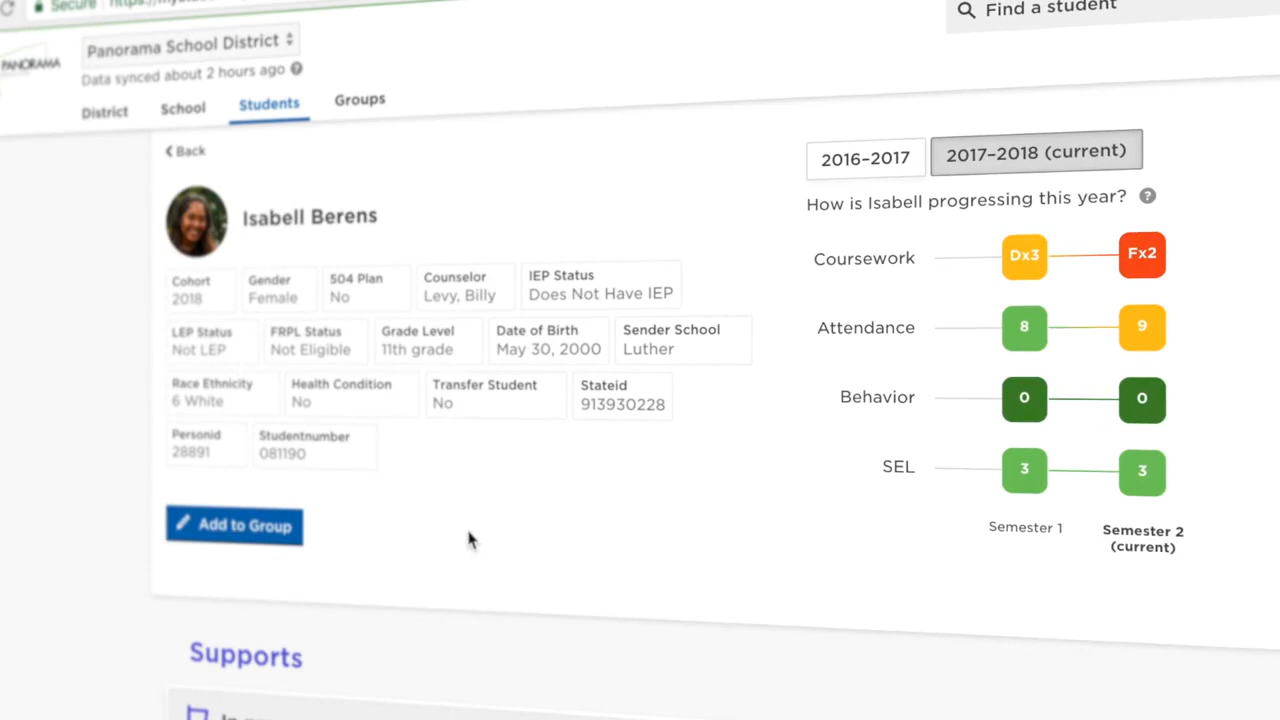 Secure
Find a student
PANORAMA
Panorama School District
Data synced about 2 hours ago ?
District School Students Groups
Back
2016–2017 2017–2018 (current)
How is Isabell progressing this year? ?
Isabell Berens
Cohort
2018
Gender
Female
504 Plan
No
Counselor
Levy, Billy
IEP Status
Does Not Have IEP
LEP Status
Not LEP
FRPL Status
Not Eligible
Grade Level
11th grade
Date of Birth
May 30, 2000
Sender School
Luther
Race Ethnicity
6 White
Health Condition
No
Transfer Student
No
Stateid
913930228
Personid
28891
Studentnumber
081190
Add to Group
Coursework Dx3 Fx2
Attendance 8 9
Behavior 0 0
SEL 3 3
Semester 1
Semester 2
(current)
Supports